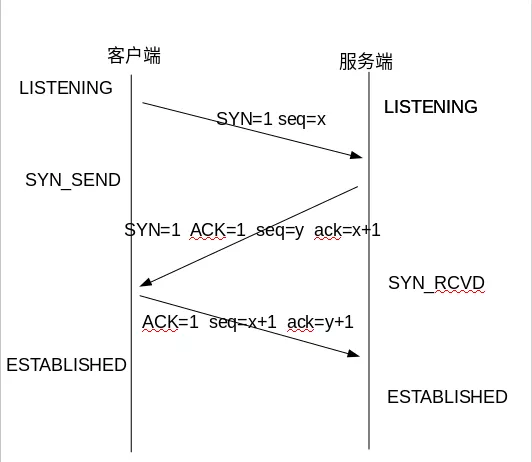 客户端
服务端
LISTENING
LISTENING
SYN=1 seq=x
SYN_SEND
SYN=1 ACK=1 seq=y ack=x+1
SYN_RCVD
ACK=1 seq=x+1 ack=y+1
ESTABLISHED
ESTABLISHED